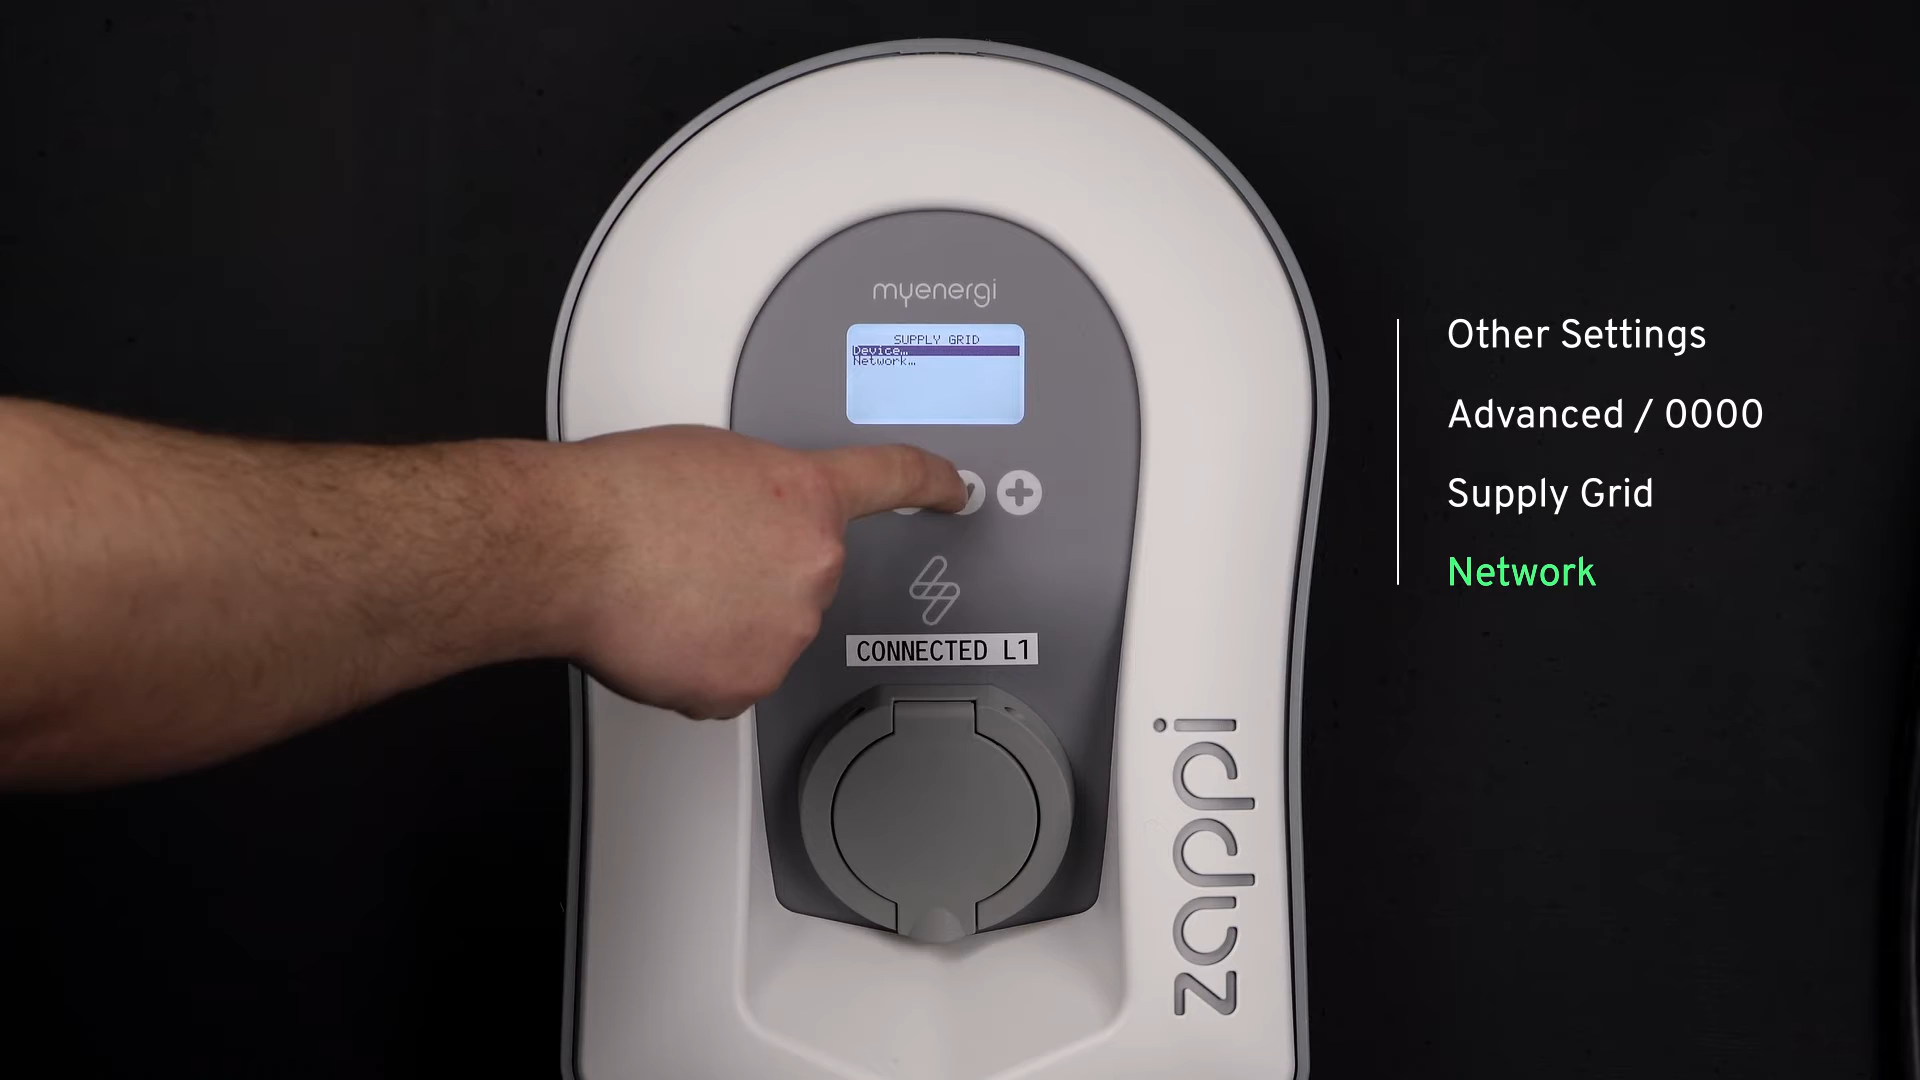 myenergi
SUPPLY GRID
Device...
Network...
CONNECTED L1
zappi
Other Settings
Advanced / 0000
Supply Grid
Network